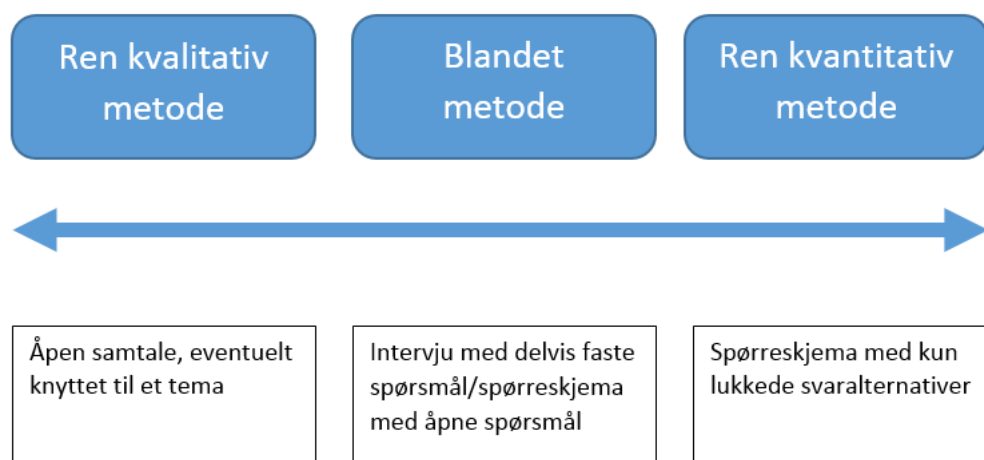 Ren kvalitativ
metode
Blandet
metode
Ren kvantitativ
metode
Åpen samtale, eventuelt
knyttet til et tema
Intervju med delvis faste
spørsmål/spørreskjema
med åpne spørsmål
Spørreskjema med kun
lukkede svaralternativer